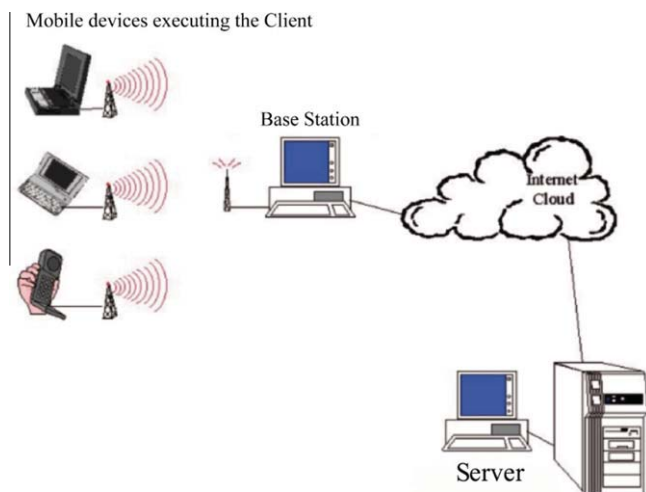 Mobile devices executing the Client
Base Station
Internet
Cloud
Server